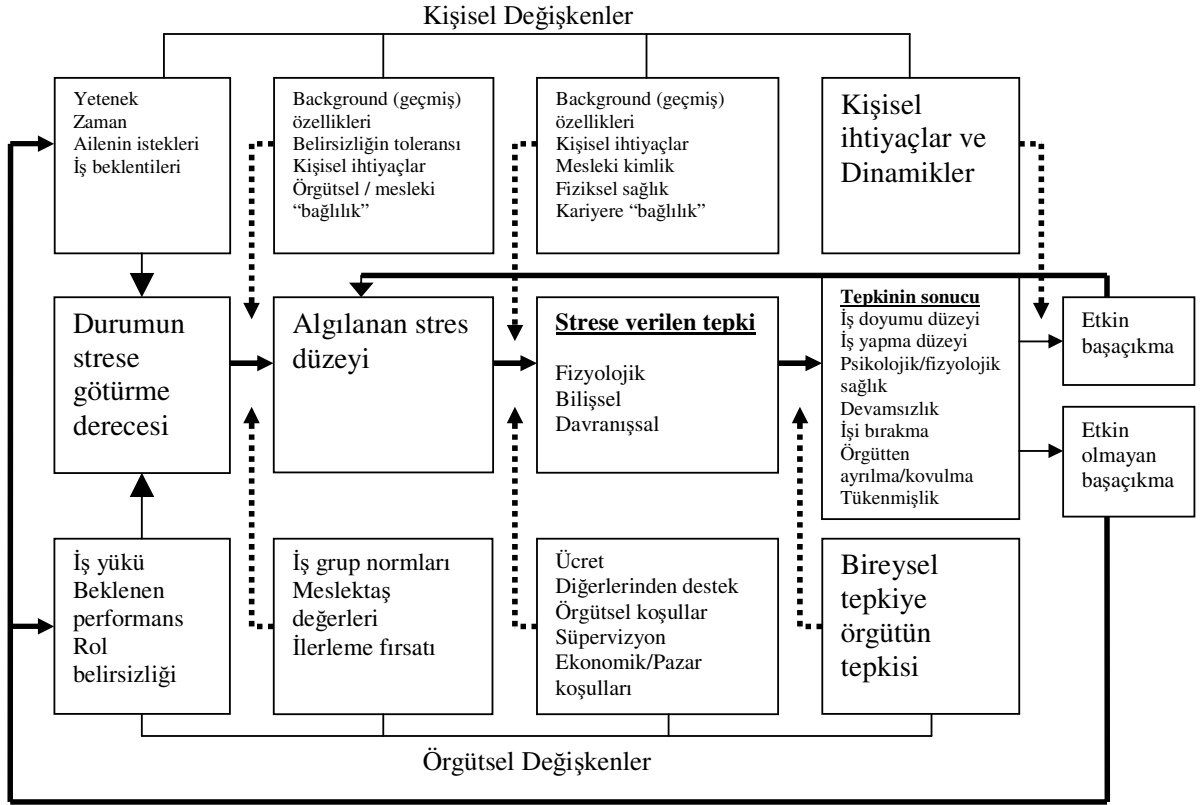 Kişisel Değişkenler
Yetenek
Zaman
Ailenin istekleri
İş beklentileri
Background (geçmiş)
özellikleri
Belirsizliğin toleransı
Kişisel ihtiyaçlar
Örgütsel / mesleki
“bağlılık”
Background (geçmiş)
özellikleri
Kişisel ihtiyaçlar
Mesleki kimlik
Fiziksel sağlık
Kariyere “bağlılık”
Kişisel
ihtiyaçlar ve
Dinamikler
Durumun
strese
götürme
derecesi
Algılanan stres
düzeyi
Strese verilen tepki
Fizyolojik
Bilişsel
Davranışsal
Tepkinin sonucu
İş doyumu düzeyi
İş yapma düzeyi
Psikolojik/fizyolojik
sağlık
Devamsızlık
İşi bırakma
Örgütten
ayrılma/kovulma
Tükenmişlik
Etkin
başaçıkma
Etkin
olmayan
başaçıkma
İş yükü
Beklenen
performans
Rol
belirsizliği
İş grup normları
Meslektaş
değerleri
İlerleme fırsatı
Ücret
Diğerlerinden destek
Örgütsel koşullar
Süpervizyon
Ekonomik/Pazar
koşulları
Bireysel
tepkiye
örgütün
tepkisi
Örgütsel Değişkenler